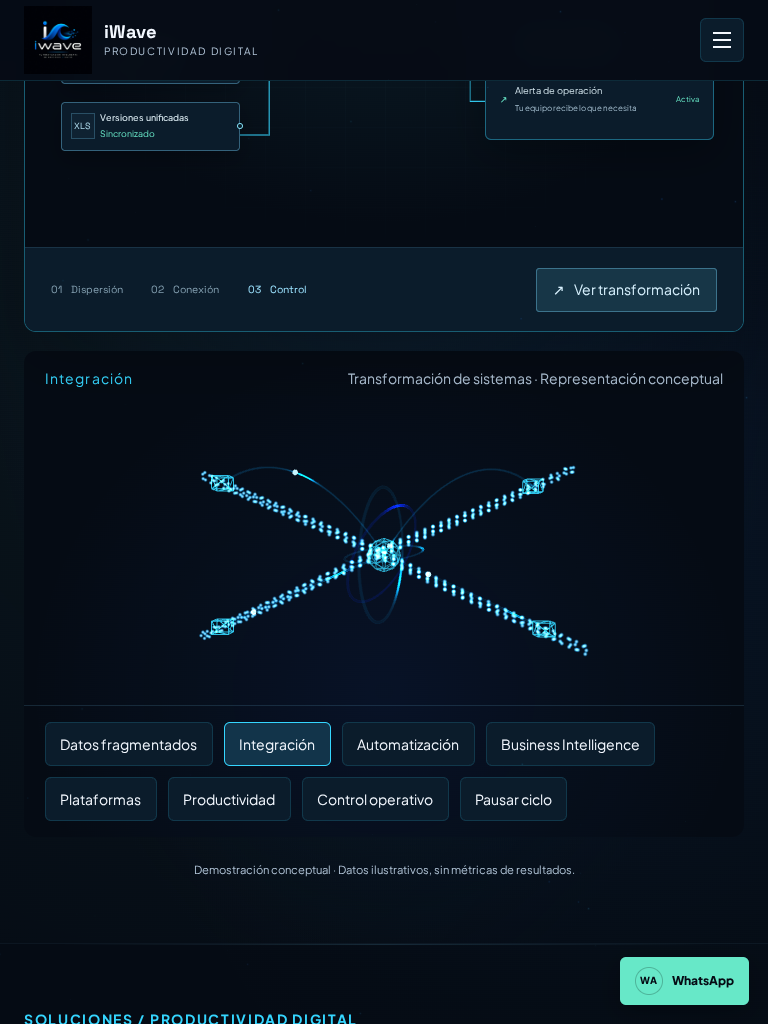 iWave
iWave
PRODUCTIVIDAD DIGITAL
XLS
Versiones unificadas
Sincronizado
↗
Alerta de operación
Tu equipo recibe lo que necesita
Activa
01 Dispersión
02 Conexión
03 Control
↗ Ver transformación
Integración
Transformación de sistemas · Representación conceptual
Datos fragmentados
Integración
Automatización
Business Intelligence
Plataformas
Productividad
Control operativo
Pausar ciclo
Demostración conceptual · Datos ilustrativos, sin métricas de resultados.
WA WhatsApp
SOLUCIONES / PRODUCTIVIDAD DIGITAL